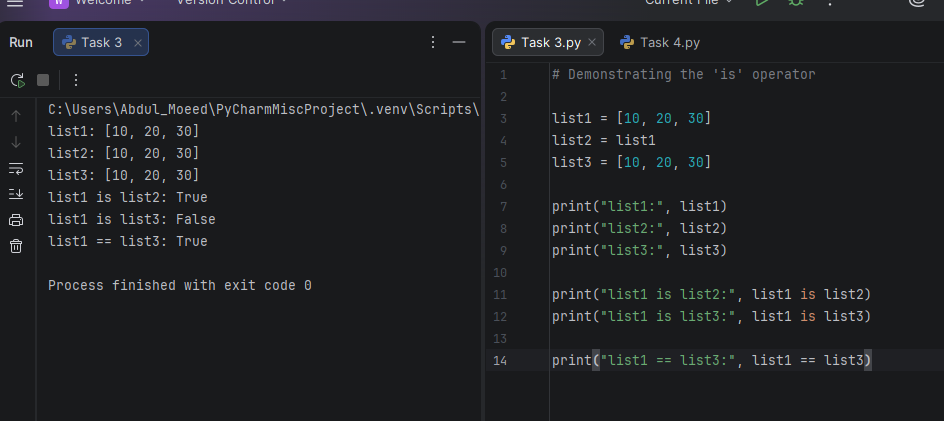 W Welcome Version Control Current File
Run Task 3
C:\Users\Abdul_Moeed\PyCharmMiscProject\.venv\Scripts\
list1: [10, 20, 30]
list2: [10, 20, 30]
list3: [10, 20, 30]
list1 is list2: True
list1 is list3: False
list1 == list3: True
Process finished with exit code 0
Task 3.py Task 4.py
1 # Demonstrating the 'is' operator
2
3 list1 = [10, 20, 30]
4 list2 = list1
5 list3 = [10, 20, 30]
6
7 print("list1:", list1)
8 print("list2:", list2)
9 print("list3:", list3)
10
11 print("list1 is list2:", list1 is list2)
12 print("list1 is list3:", list1 is list3)
13
14 print("list1 == list3:", list1 == list3)